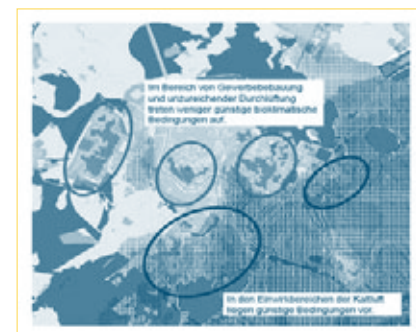 Im Bereich von Gewerbebebauung
und unzureichender Durchlüftung
treten weniger günstige bioklimatische
Bedingungen auf.
In den Einwirkbereichen der Kaltluft
liegen günstige Bedingungen vor.